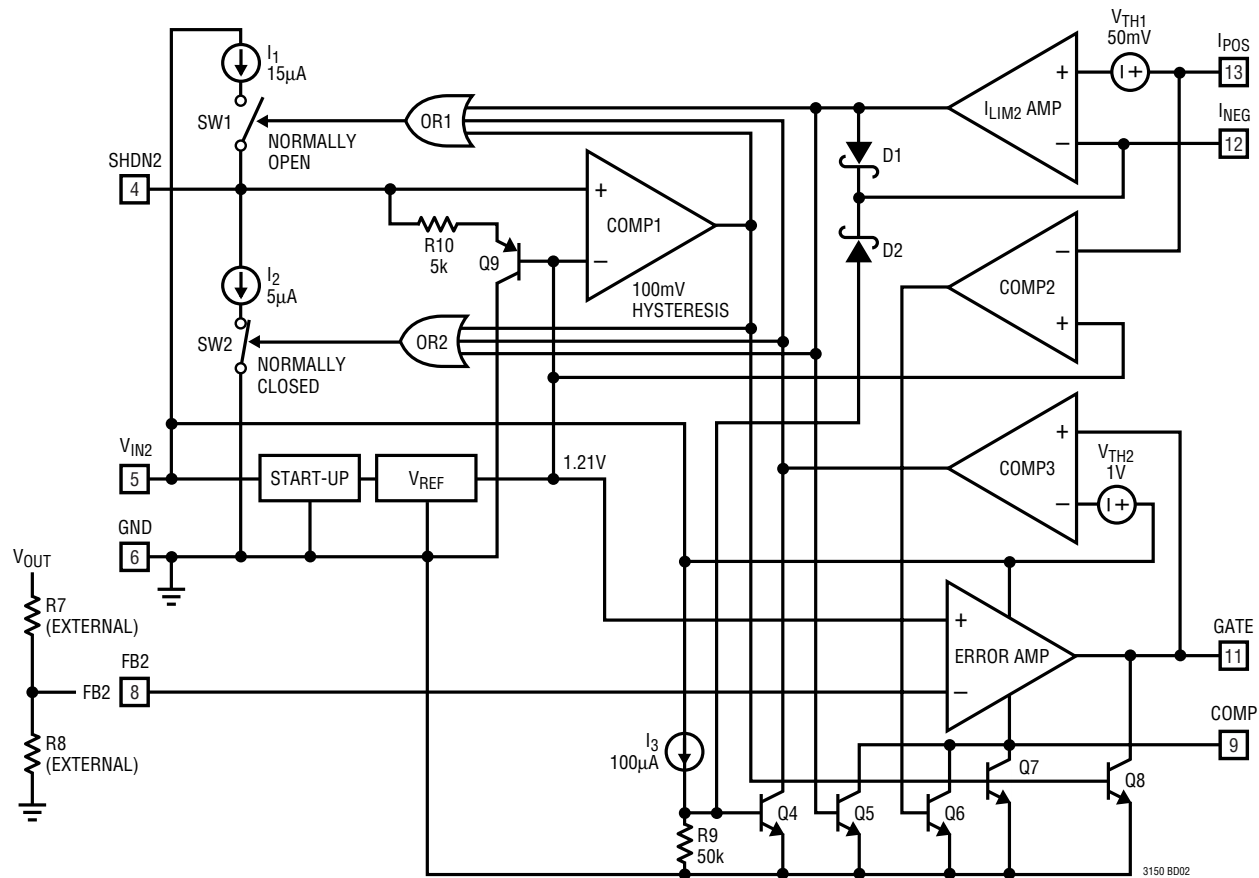 I1
15µA
SW1
NORMALLY
OPEN
OR1
VTH1
50mV
+
I+
ILIM2 AMP
–
IPOS
13
INEG
12
SHDN2
4
R10
5k
Q9
+
COMP1
–
100mV
HYSTERESIS
D1
D2
–
COMP2
+
I2
5µA
SW2
NORMALLY
CLOSED
OR2
VIN2
5
START-UP
VREF
1.21V
+
COMP3
–
VTH2
1V
I+
GND
6
VOUT
R7
(EXTERNAL)
FB2
FB2
8
R8
(EXTERNAL)
+
ERROR AMP
–
GATE
11
COMP
9
I3
100µA
R9
50k
Q4
Q5
Q6
Q7
Q8
3150 BD02